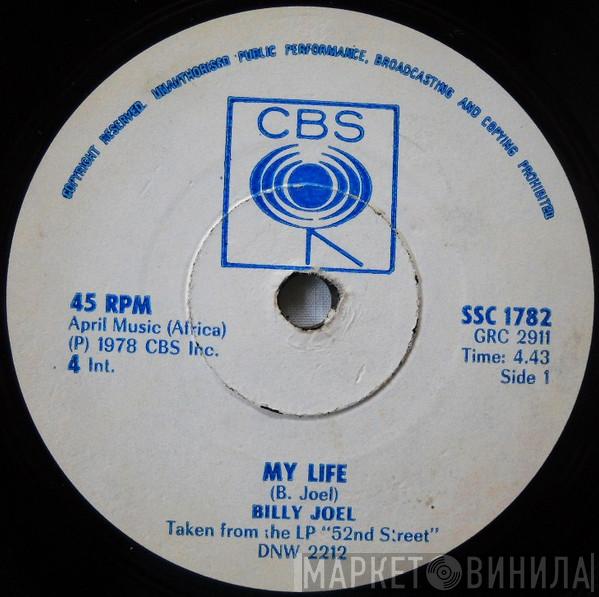 COPYRIGHT RESERVED. UNAUTHORISED PUBLIC PERFORMANCE, BROADCASTING AND COPYING PROHIBITED
CBS
45 RPM
April Music (Africa)
(P) 1978 CBS Inc.
4 Int.
SSC 1782
GRC 2911
Time: 4.43
Side 1
MY LIFE
(B. Joel)
BILLY JOEL
Taken from the LP "52nd Street"
DNW 2212
МАРКЕТ ВИНИЛА